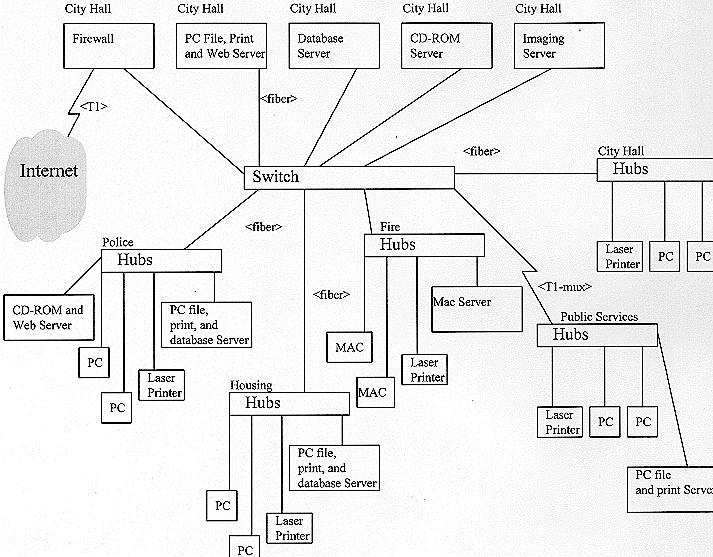 City Hall
City Hall
City Hall
City Hall
City Hall
Firewall
PC File, Print
and Web Server
Database
Server
CD-ROM
Server
Imaging
Server
<T1>
<fiber>
Internet
Switch
<fiber>
City Hall
Hubs
Laser
Printer
PC
PC
Police
Hubs
<fiber>
Fire
Hubs
<T1-mux>
CD-ROM and
Web Server
PC file,
print, and
database Server
<fiber>
Mac Server
Public Services
Hubs
PC
PC
Laser
Printer
MAC
MAC
Laser
Printer
Housing
Hubs
Laser
Printer
PC
PC
PC file,
print, and
database Server
PC file
and print Serve
PC
PC
Laser
Printer